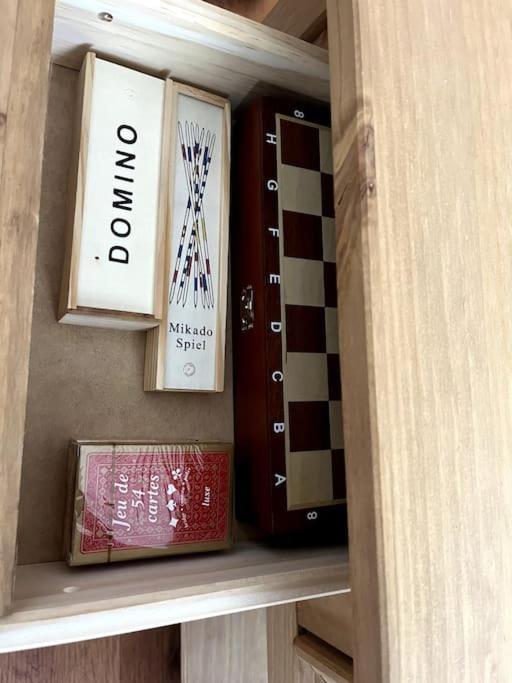 DOMINO
Mikado
Spiel
8
H
G
F
E
D
C
B
A
8
Jeu de
54
cartes
luxe